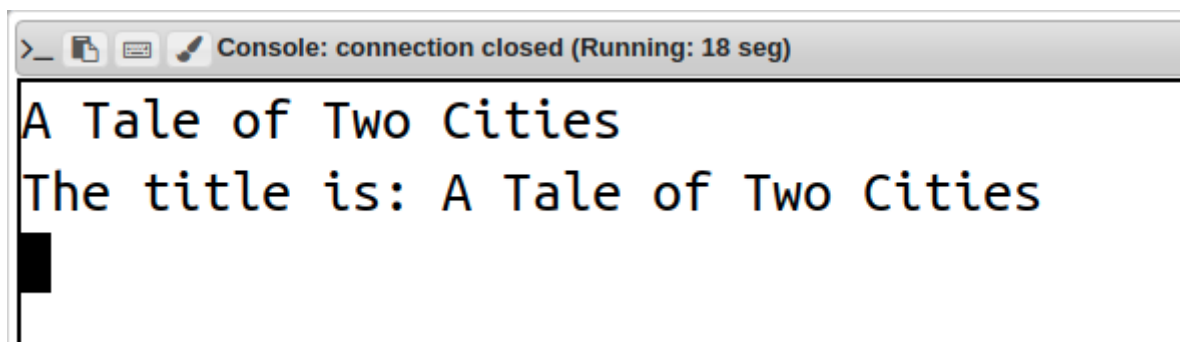 >_ Console: connection closed (Running: 18 seg)
A Tale of Two Cities
The title is: A Tale of Two Cities